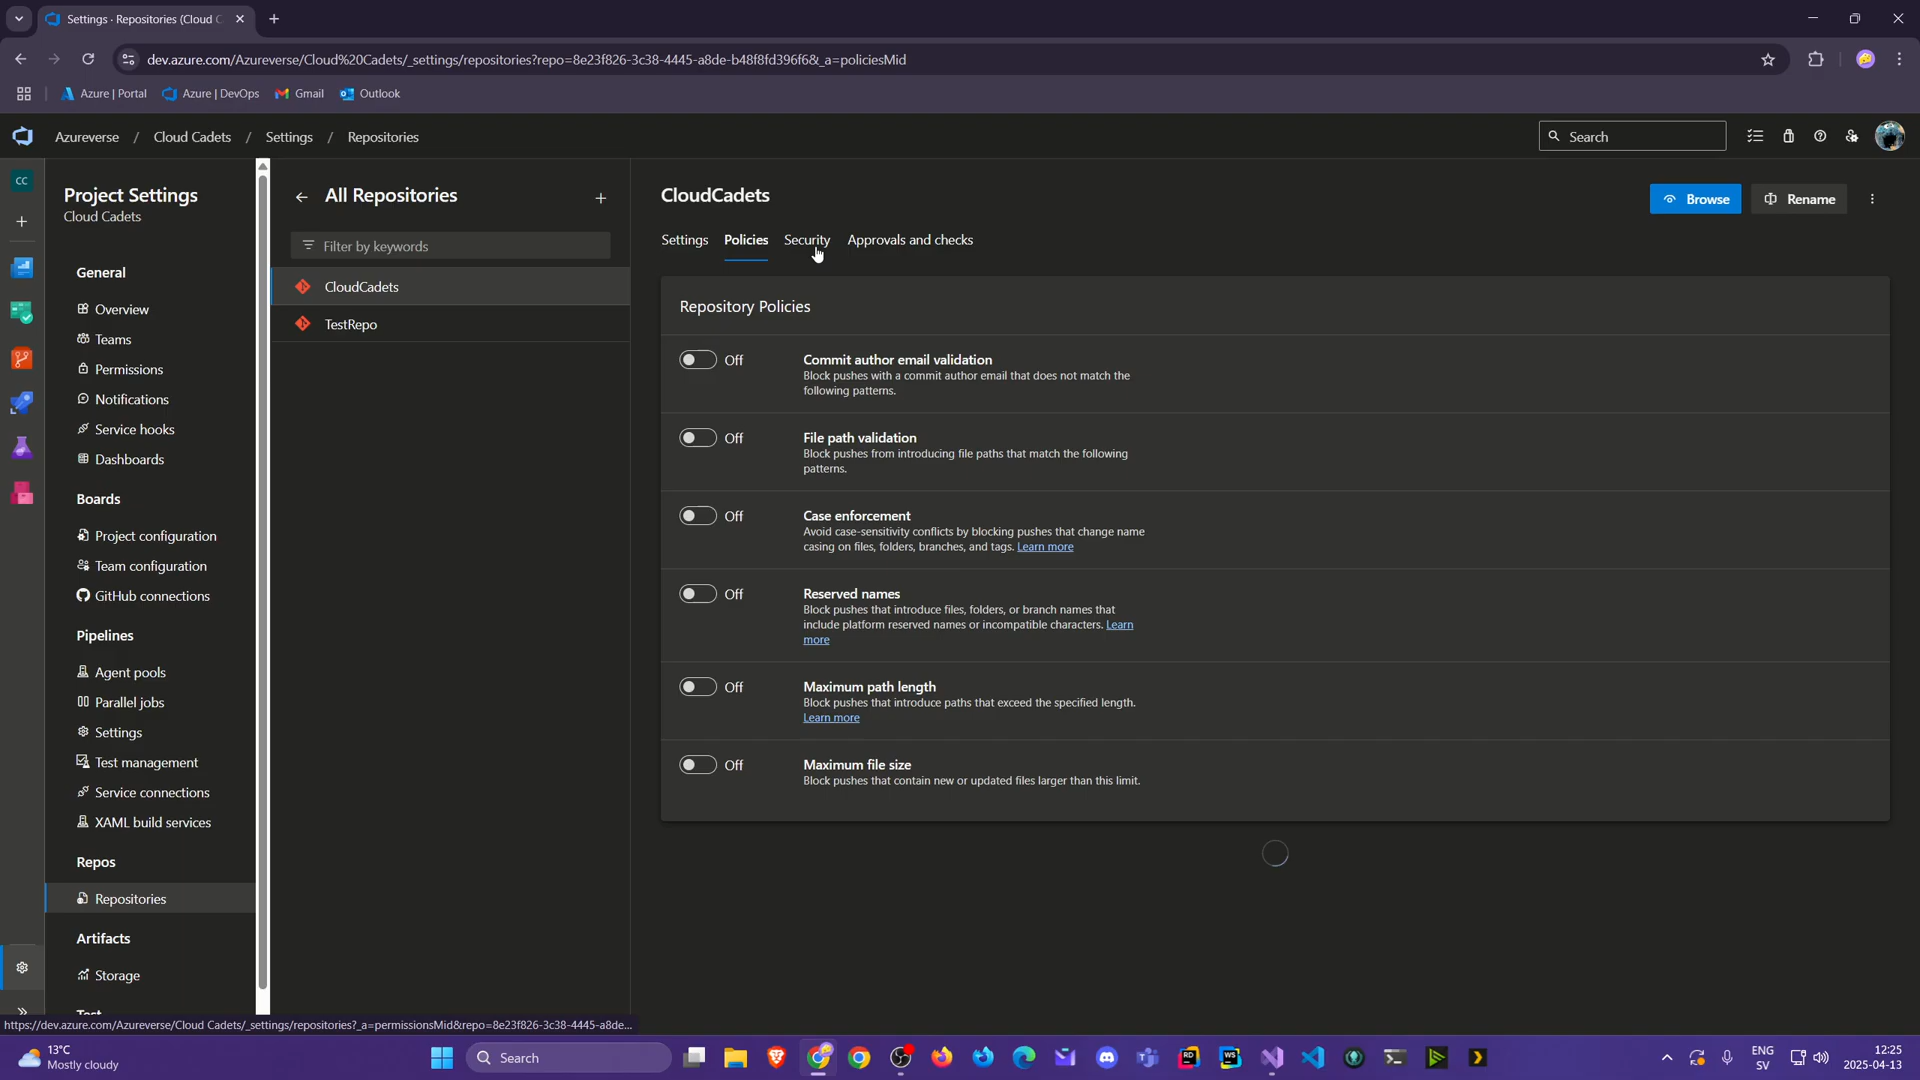 Settings · Repositories (Cloud C
dev.azure.com/Azureverse/Cloud%20Cadets/_settings/repositories?repo=8e23f826-3c38-4445-a8de-b48f8fd396f6&_a=policiesMid
Azure | Portal
Azure | DevOps
Gmail
Outlook
Azureverse / Cloud Cadets / Settings / Repositories
Search
CC
Project Settings
Cloud Cadets
General
Overview
Teams
Permissions
Notifications
Service hooks
Dashboards
Boards
Project configuration
Team configuration
GitHub connections
Pipelines
Agent pools
Parallel jobs
Settings
Test management
Service connections
XAML build services
Repos
Repositories
Artifacts
Storage
Test
All Repositories
Filter by keywords
CloudCadets
TestRepo
CloudCadets
Browse
Rename
Settings
Policies
Security
Approvals and checks
Repository Policies
Off
Commit author email validation
Block pushes with a commit author email that does not match the
following patterns.
Off
File path validation
Block pushes from introducing file paths that match the following
patterns.
Off
Case enforcement
Avoid case-sensitivity conflicts by blocking pushes that change name
casing on files, folders, branches, and tags. Learn more
Off
Reserved names
Block pushes that introduce files, folders, or branch names that
include platform reserved names or incompatible characters. Learn
more
Off
Maximum path length
Block pushes that introduce paths that exceed the specified length.
Learn more
Off
Maximum file size
Block pushes that contain new or updated files larger than this limit.
https://dev.azure.com/Azureverse/Cloud Cadets/_settings/repositories?_a=permissionsMid&repo=8e23f826-3c38-4445-a8de...
13°C
Mostly cloudy
Search
RD
WS
ENG
SV
12:25
2025-04-13